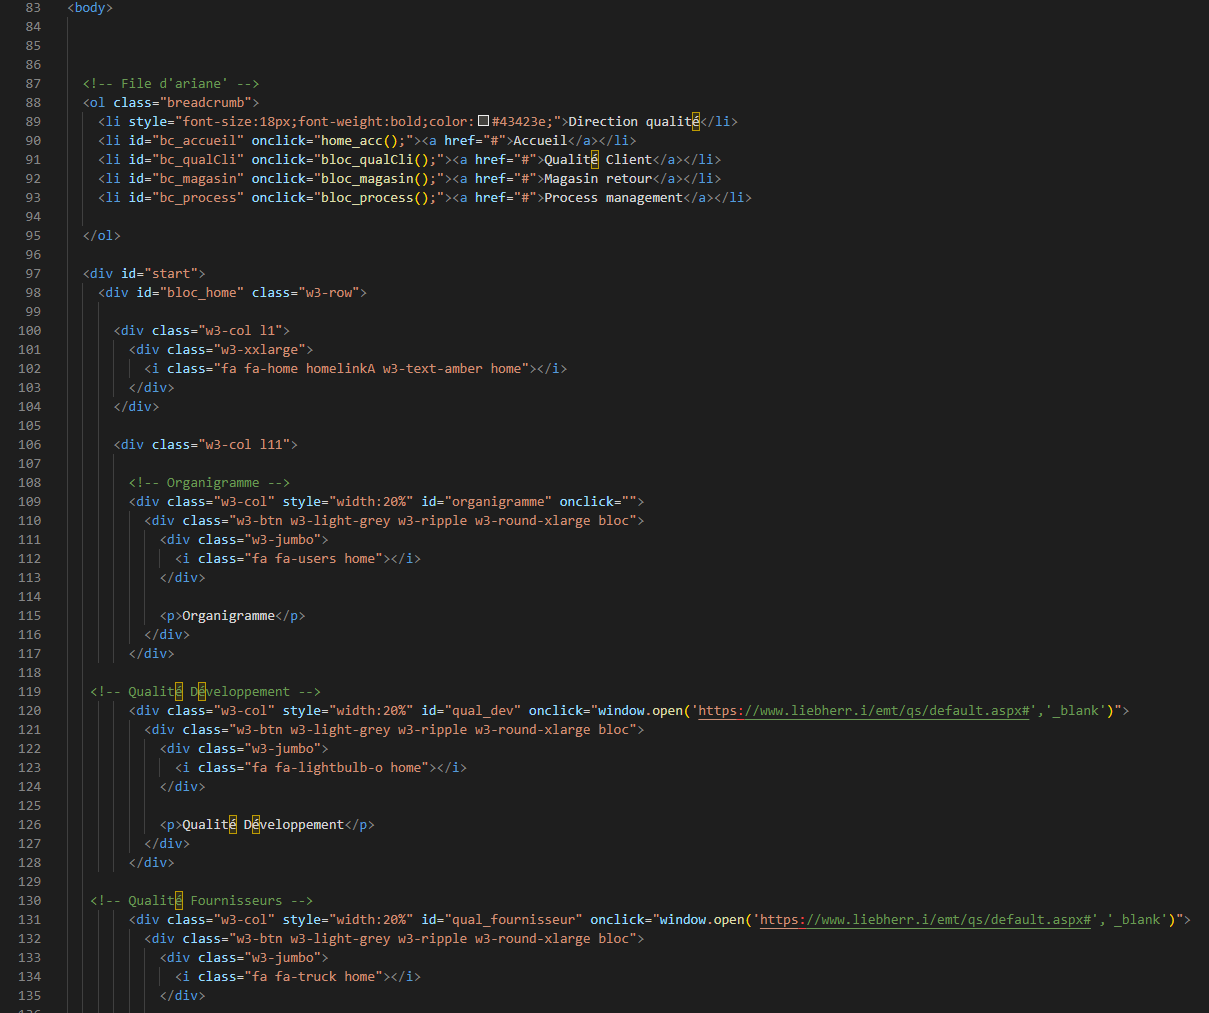 83 <body>
84
85
86
87 <!-- File d'ariane' -->
88 <ol class="breadcrumb">
89 <li style="font-size:18px;font-weight:bold;color:#43423e;">Direction qualité</li>
90 <li id="bc_accueil" onclick="home_acc();"><a href="#">Accueil</a></li>
91 <li id="bc_qualCli" onclick="bloc_qualCli();"><a href="#">Qualité Client</a></li>
92 <li id="bc_magasin" onclick="bloc_magasin();"><a href="#">Magasin retour</a></li>
93 <li id="bc_process" onclick="bloc_process();"><a href="#">Process management</a></li>
94
95 </ol>
96
97 <div id="start">
98 <div id="bloc_home" class="w3-row">
99
100 <div class="w3-col l1">
101 <div class="w3-xxlarge">
102 <i class="fa fa-home homelinkA w3-text-amber home"></i>
103 </div>
104 </div>
105
106 <div class="w3-col l11">
107
108 <!-- Organigramme -->
109 <div class="w3-col" style="width:20%" id="organigramme" onclick="">
110 <div class="w3-btn w3-light-grey w3-ripple w3-round-xlarge bloc">
111 <div class="w3-jumbo">
112 <i class="fa fa-users home"></i>
113 </div>
114
115 <p>Organigramme</p>
116 </div>
117 </div>
118
119 <!-- Qualité Développement -->
120 <div class="w3-col" style="width:20%" id="qual_dev" onclick="window.open('https://www.liebherr.i/emt/qs/default.aspx#','_blank')">
121 <div class="w3-btn w3-light-grey w3-ripple w3-round-xlarge bloc">
122 <div class="w3-jumbo">
123 <i class="fa fa-lightbulb-o home"></i>
124 </div>
125
126 <p>Qualité Développement</p>
127 </div>
128 </div>
129
130 <!-- Qualité Fournisseurs -->
131 <div class="w3-col" style="width:20%" id="qual_fournisseur" onclick="window.open('https://www.liebherr.i/emt/qs/default.aspx#','_blank')">
132 <div class="w3-btn w3-light-grey w3-ripple w3-round-xlarge bloc">
133 <div class="w3-jumbo">
134 <i class="fa fa-truck home"></i>
135 </div>